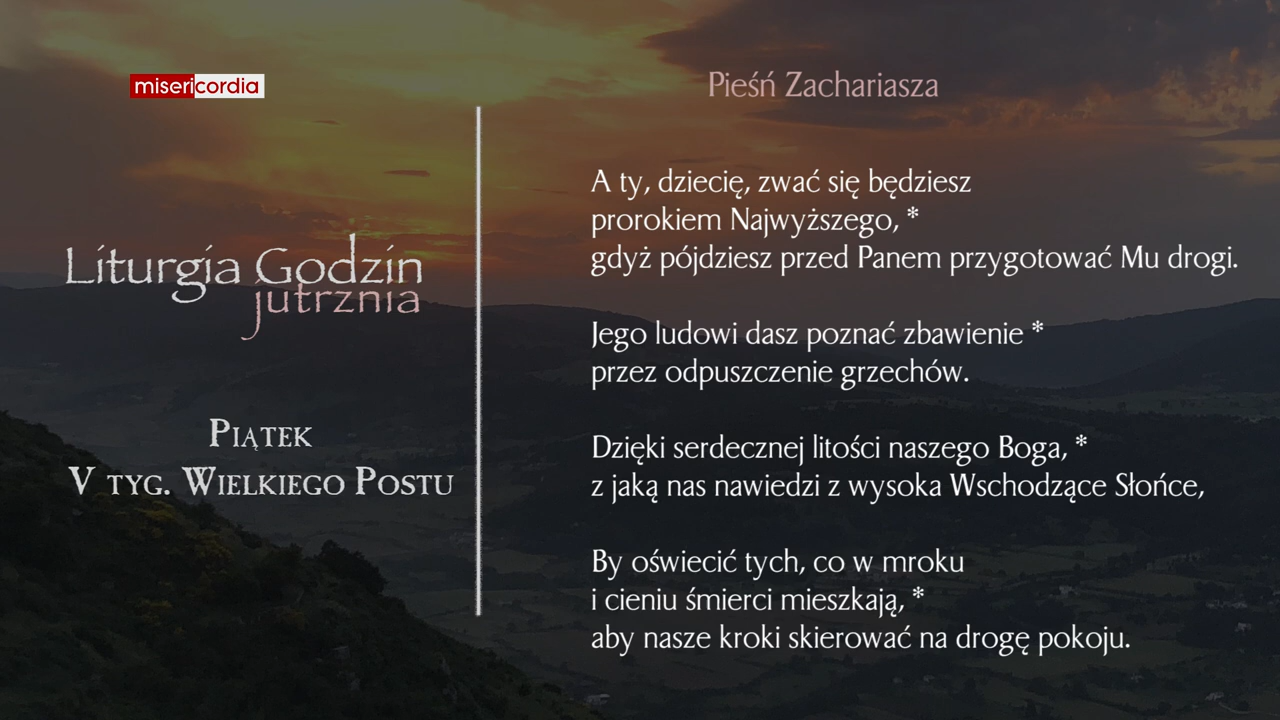 misericordia
Liturgia Godzin
jutrznia
Piątek
V tyg. Wielkiego Postu
Pieśń Zachariasza
A ty, dziecię, zwać się będziesz
prorokiem Najwyższego, *
gdyż pójdziesz przed Panem przygotować Mu drogi.
Jego ludowi dasz poznać zbawienie *
przez odpuszczenie grzechów.
Dzięki serdecznej litości naszego Boga, *
z jaką nas nawiedzi z wysoka Wschodzące Słońce,
By oświecić tych, co w mroku
i cieniu śmierci mieszkają, *
aby nasze kroki skierować na drogę pokoju.